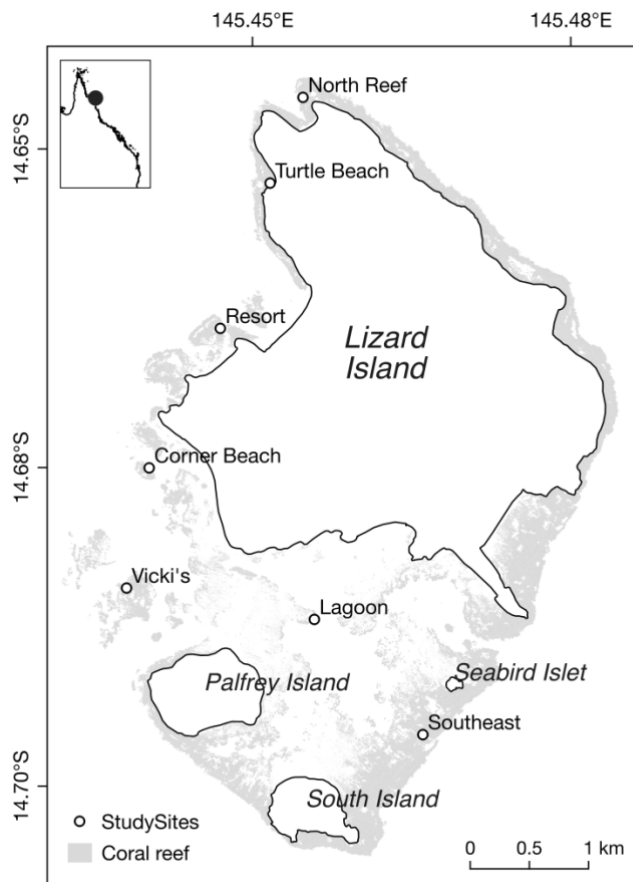 145.45°E
145.48°E
North Reef
14.65°S
Turtle Beach
Resort
Lizard
Island
Corner Beach
14.68°S
Vicki's
Lagoon
Palfrey Island
Seabird Islet
Southeast
14.70°S
South Island
StudySites
Coral reef
0 0.5 1 km